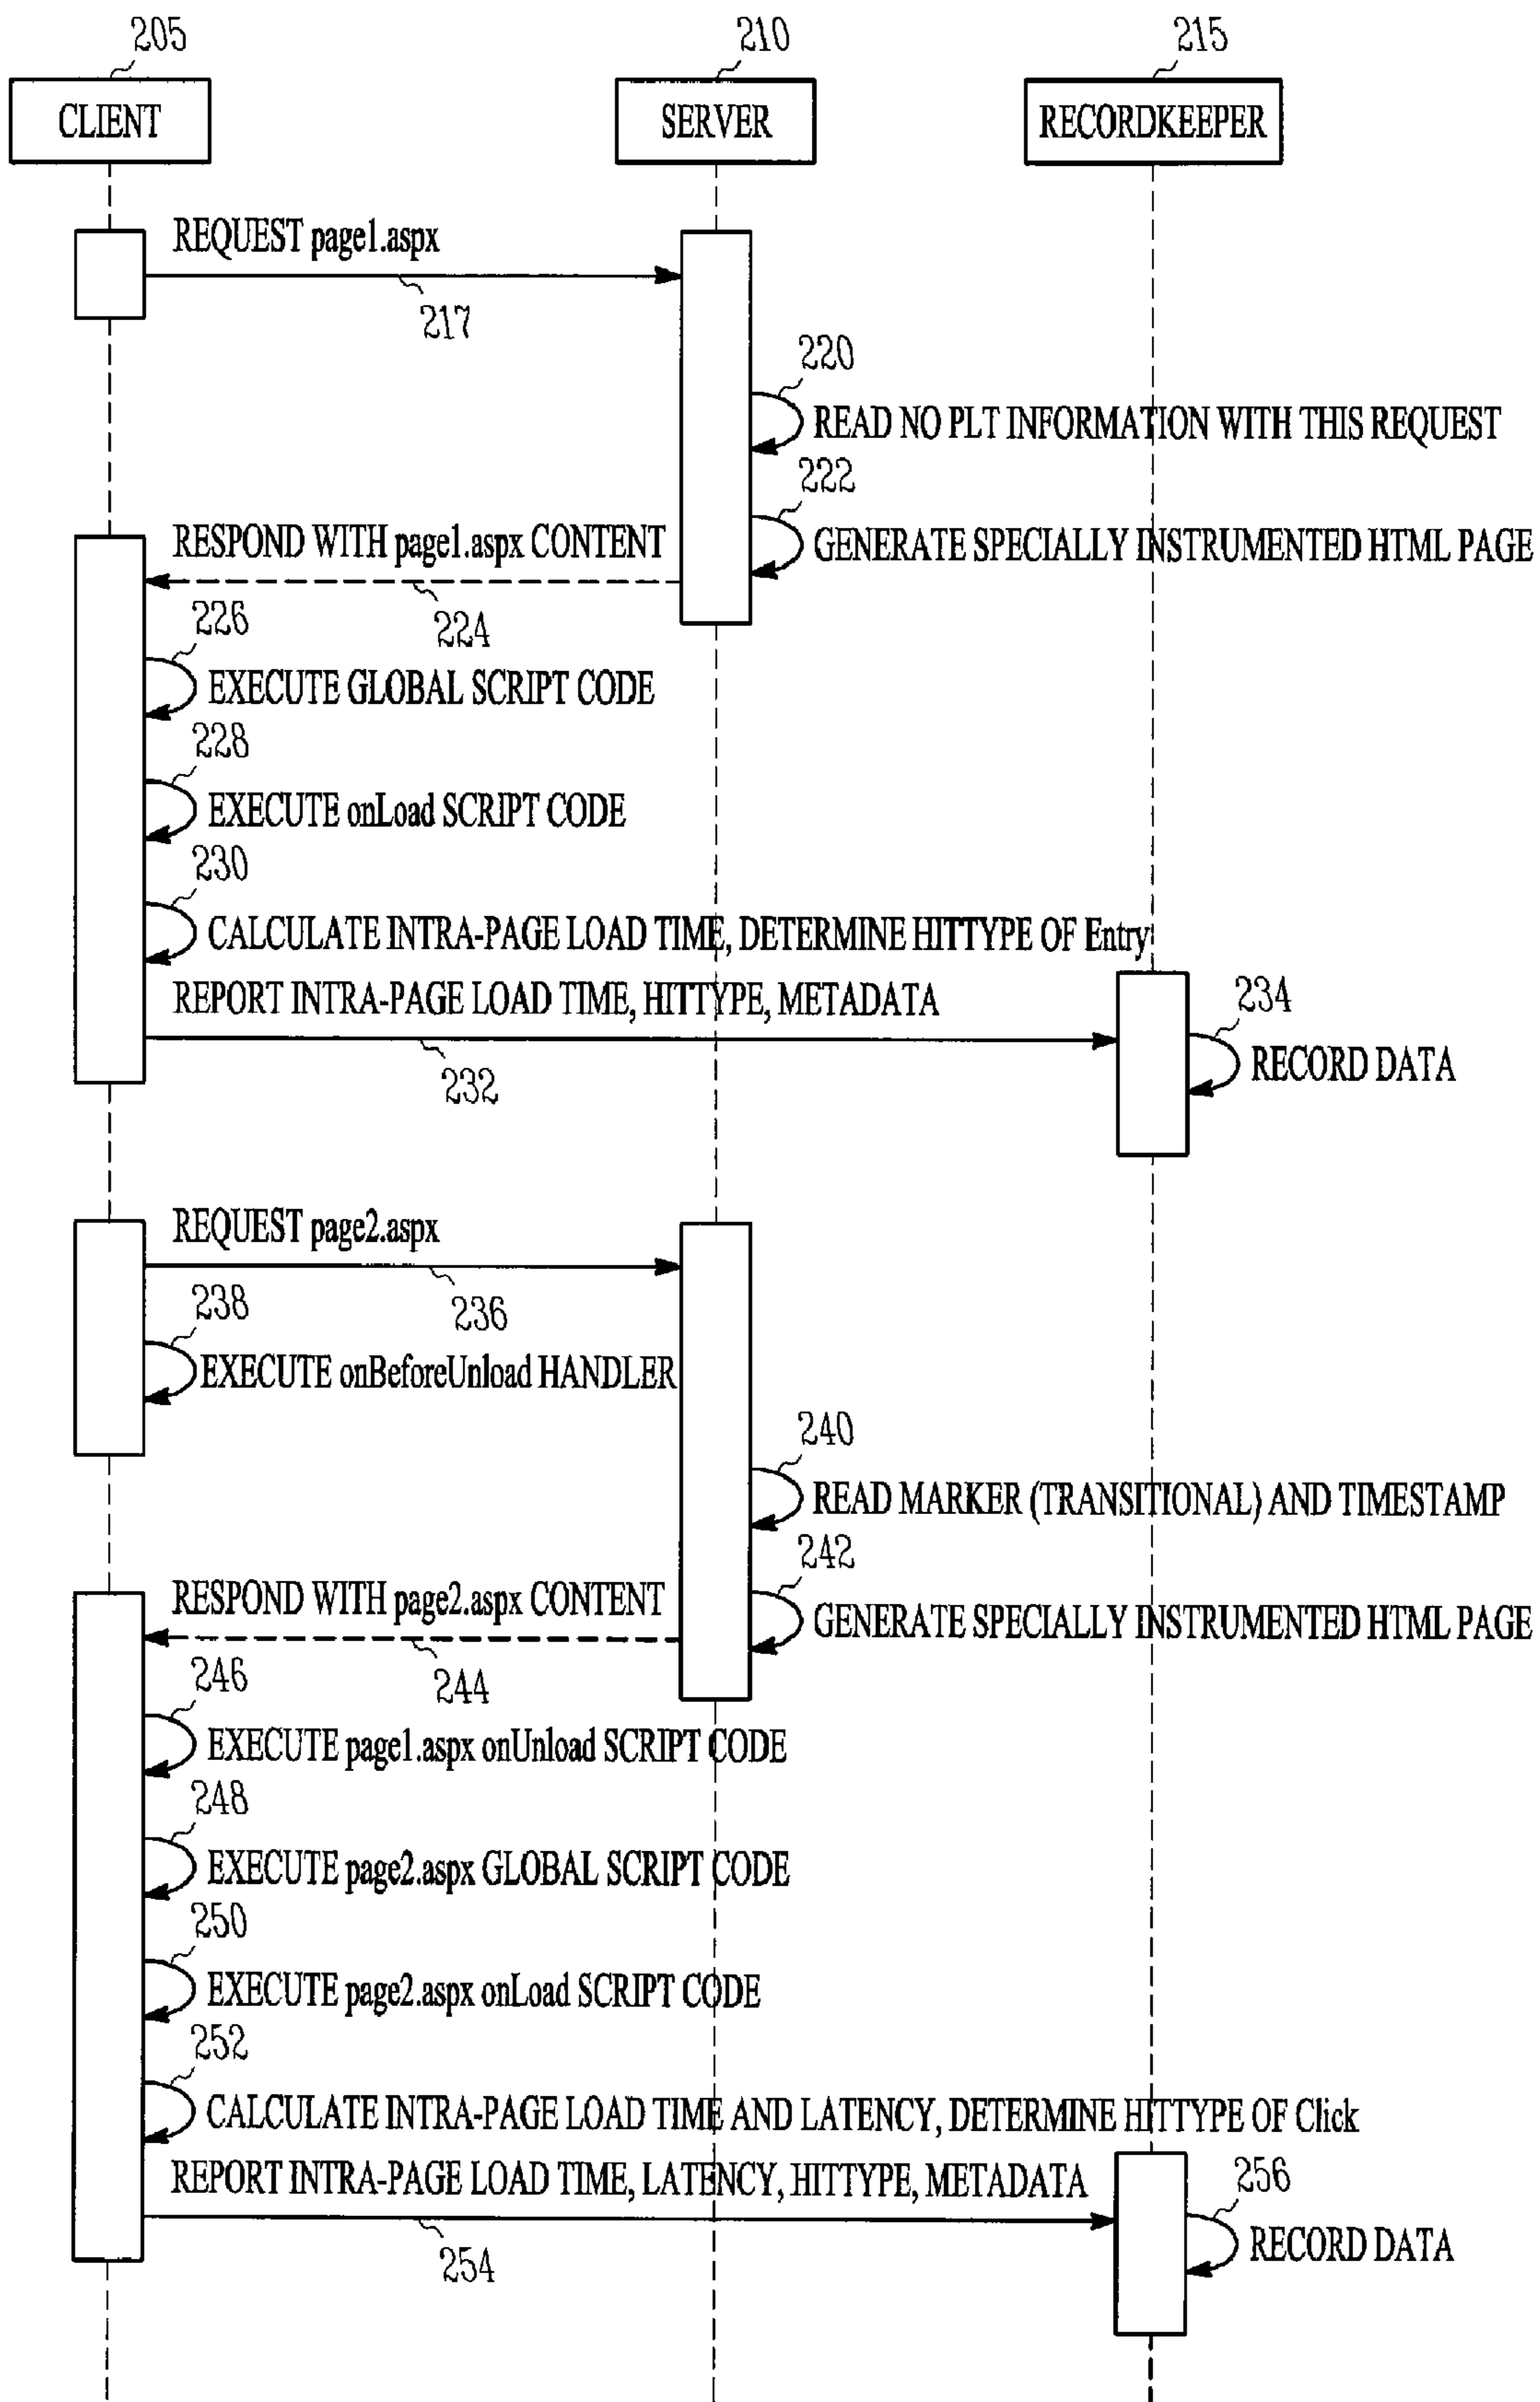 205
210
215
CLIENT
SERVER
RECORDKEEPER
REQUEST page1.aspx
217
220
READ NO PLT INFORMATION WITH THIS REQUEST
222
GENERATE SPECIALLY INSTRUMENTED HTML PAGE
RESPOND WITH page1.aspx CONTENT
224
226
EXECUTE GLOBAL SCRIPT CODE
228
EXECUTE onLoad SCRIPT CODE
230
CALCULATE INTRA-PAGE LOAD TIME, DETERMINE HITTYPE OF Entry
REPORT INTRA-PAGE LOAD TIME, HITTYPE, METADATA
232
234
RECORD DATA
REQUEST page2.aspx
236
238
EXECUTE onBeforeUnload HANDLER
240
READ MARKER (TRANSITIONAL) AND TIMESTAMP
242
GENERATE SPECIALLY INSTRUMENTED HTML PAGE
RESPOND WITH page2.aspx CONTENT
244
246
EXECUTE page1.aspx onUnload SCRIPT CODE
248
EXECUTE page2.aspx GLOBAL SCRIPT CODE
250
EXECUTE page2.aspx onLoad SCRIPT CODE
252
CALCULATE INTRA-PAGE LOAD TIME AND LATENCY, DETERMINE HITTYPE OF Click
REPORT INTRA-PAGE LOAD TIME, LATENCY, HITTYPE, METADATA
254
256
RECORD DATA